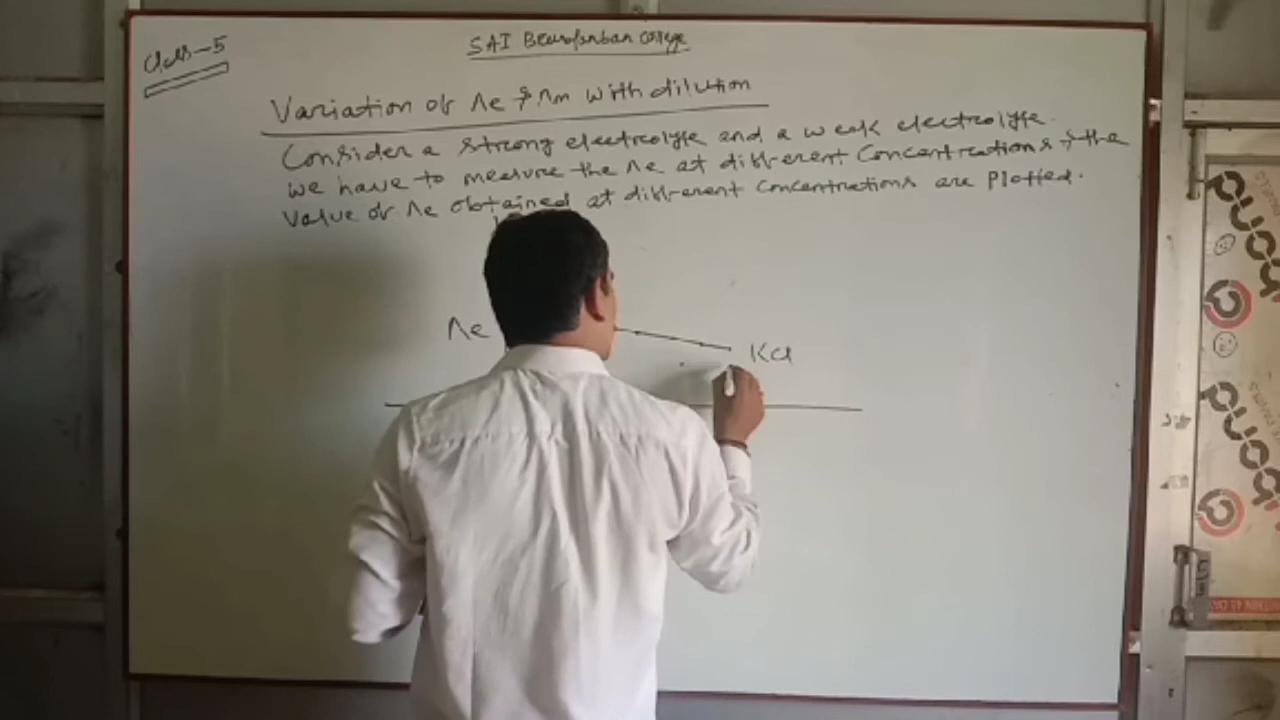 Class-5
SAI College
Variation of Λe & Λm with dilution
Consider a strong electrolyte and a weak electrolyte.
we have to measure the Λe at different Concentrations & the
value of Λe obtained at different concentrations are Plotted.
Λe
KCl